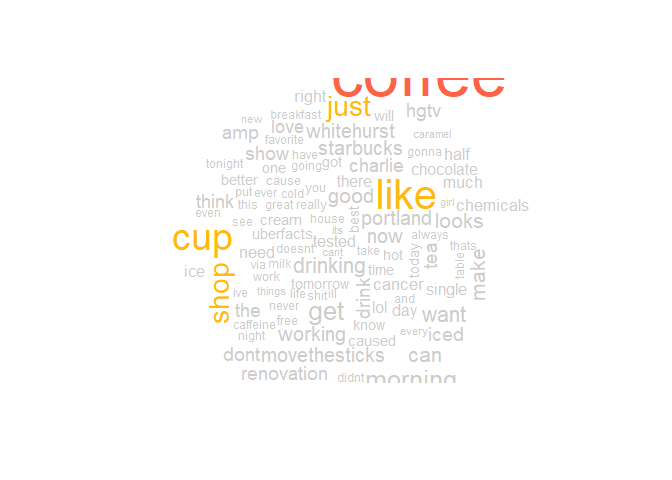 coffee
right just will hgtv
new breakfast
amp love whitehurst caramel
favorite
show have starbucks gonna half
tonight one going got charlie chocolate
better cause you there much
put ever cold good like girl chemicals
think this great really
even see cream house its best portland looks
cup uberfacts tested now always
need doesnt cant take hot today tea thats
ice via milk drinking time table make
work
shop ive things life shit ill tomorrow drink cancer single
never and
the get lol day want
caffeine free know every iced
night working caused
dont movethesticks can
renovation didnt morning